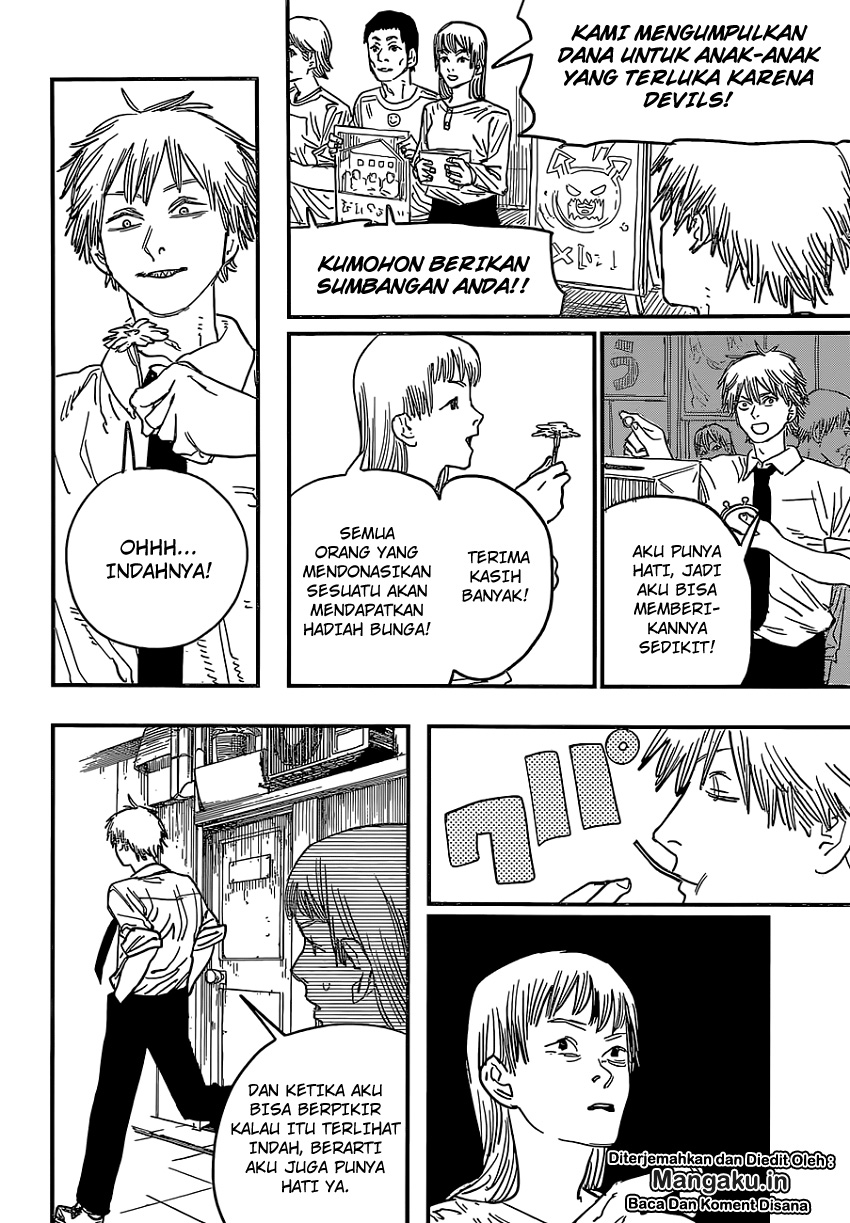 KAMI MENGUMPULKAN
DANA UNTUK ANAK-ANAK
YANG TERLUKA KARENA
DEVILS!
KUMOHON BERIKAN
SUMBANGAN ANDA!!
AKU PUNYA
HATI, JADI
AKU BISA
MEMBERI-
KANNYA
SEDIKIT!
TERIMA
KASIH
BANYAK!
SEMUA
ORANG YANG
MENDONASIKAN
SESUATU AKAN
MENDAPATKAN
HADIAH BUNGA!
OHHH...
INDAHNYA!
DAN KETIKA AKU
BISA BERPIKIR
KALAU ITU TERLIHAT
INDAH, BERARTI
AKU JUGA PUNYA
HATI YA.
Diterjemahkan dan Diedit Oleh:
Mangaku.in
Baca Dan Koment Disana